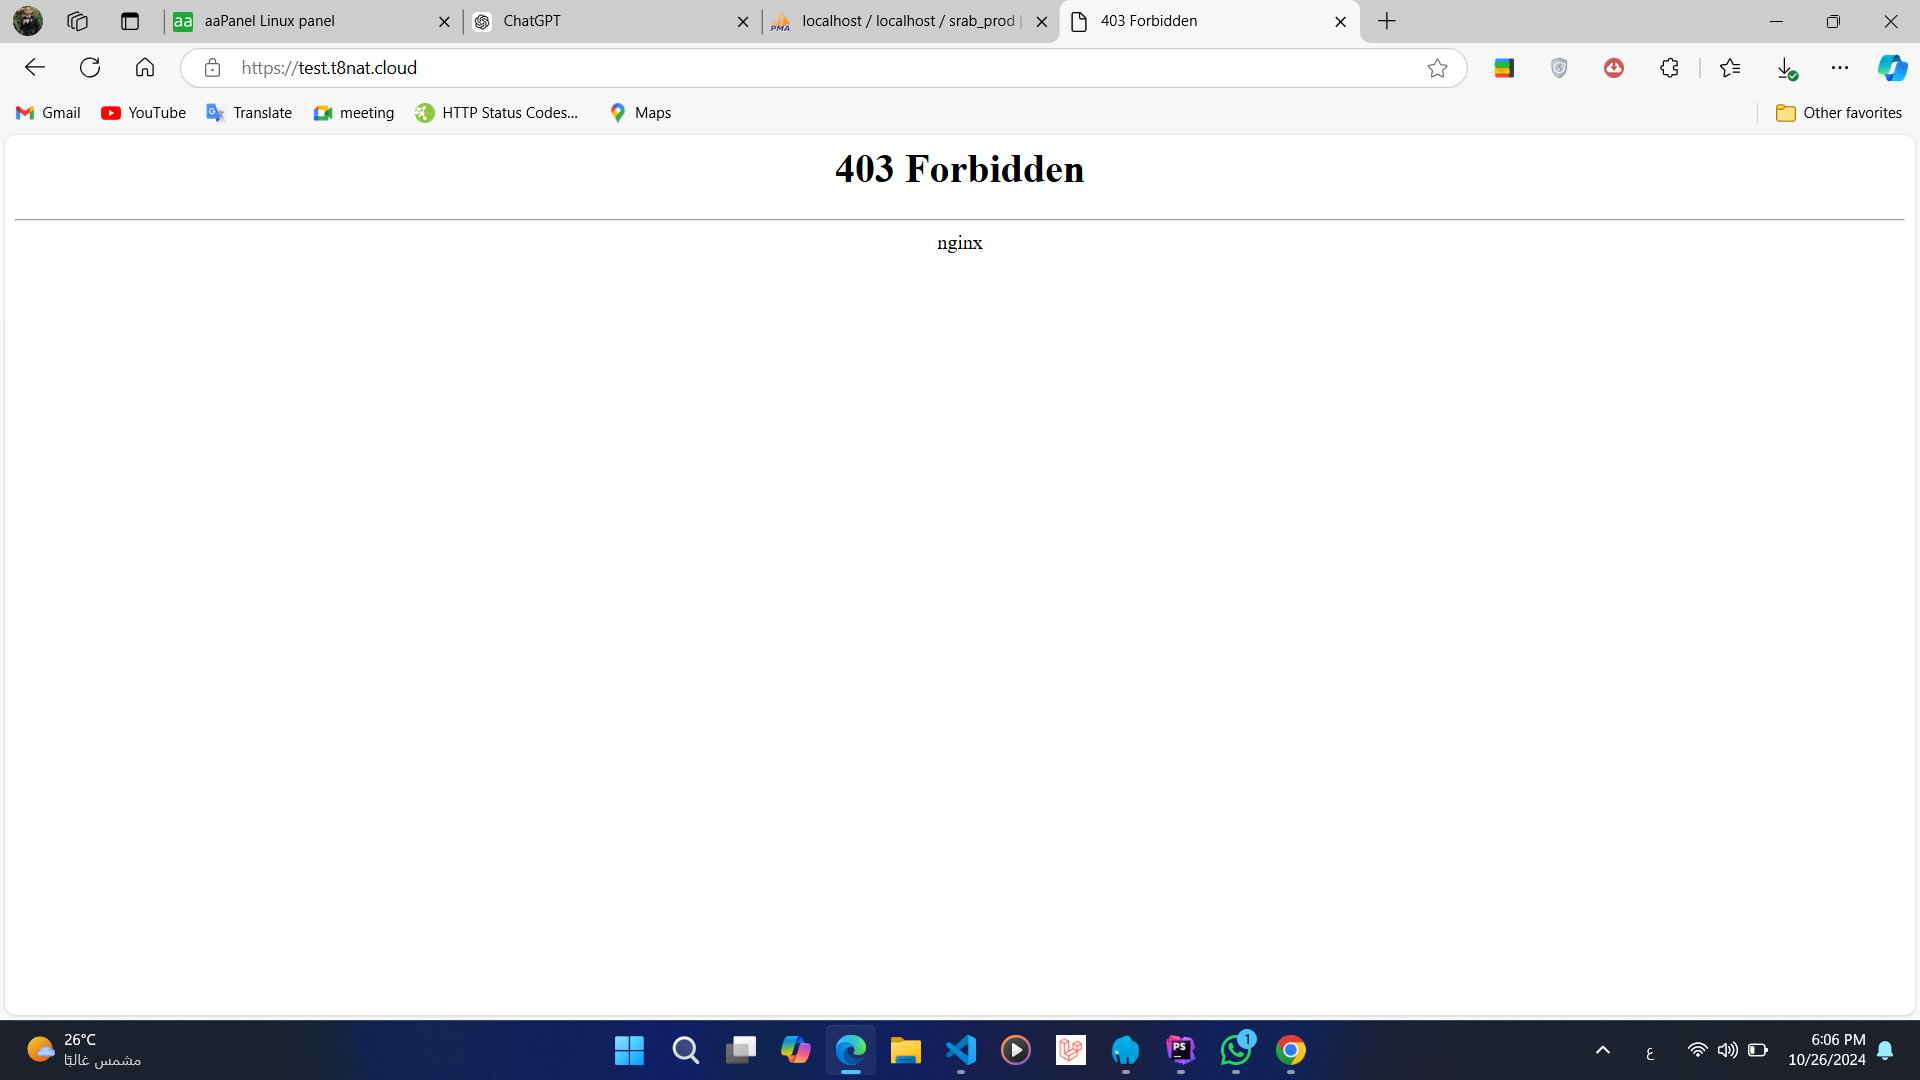 aaPanel Linux panel
ChatGPT
localhost / localhost / srab_prod
403 Forbidden
https://test.t8nat.cloud
Gmail
YouTube
Translate
meeting
HTTP Status Codes...
Maps
Other favorites
403 Forbidden
nginx
26°C
مشمس غالبًا
1
ع
6:06 PM
10/26/2024